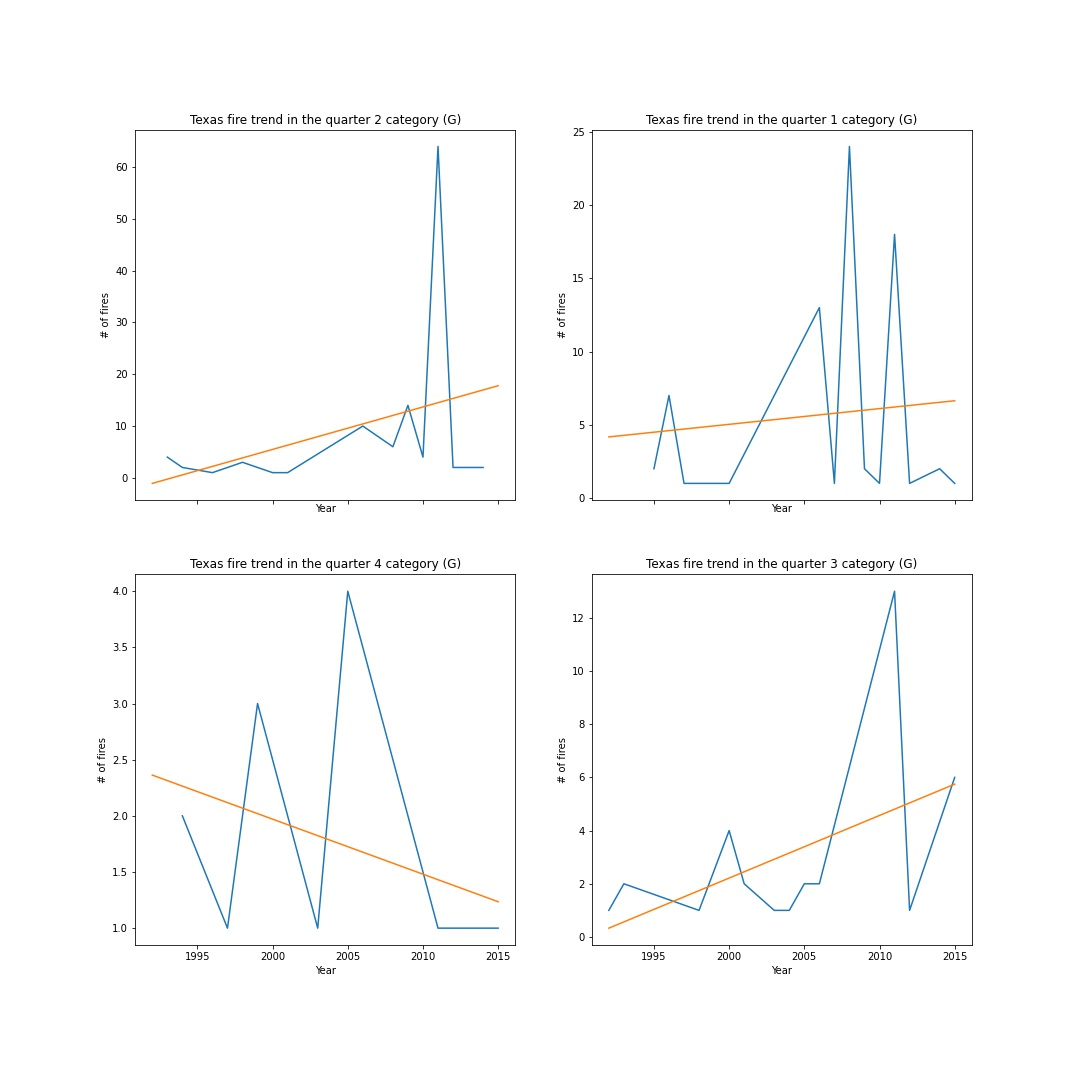 Texas fire trend in the quarter 2 category (G)
# of fires
60
50
40
30
20
10
0
Year
Texas fire trend in the quarter 1 category (G)
# of fires
25
20
15
10
5
0
Year
Texas fire trend in the quarter 4 category (G)
# of fires
4.0
3.5
3.0
2.5
2.0
1.5
1.0
1995 2000 2005 2010 2015
Year
Texas fire trend in the quarter 3 category (G)
# of fires
12
10
8
6
4
2
0
1995 2000 2005 2010 2015
Year